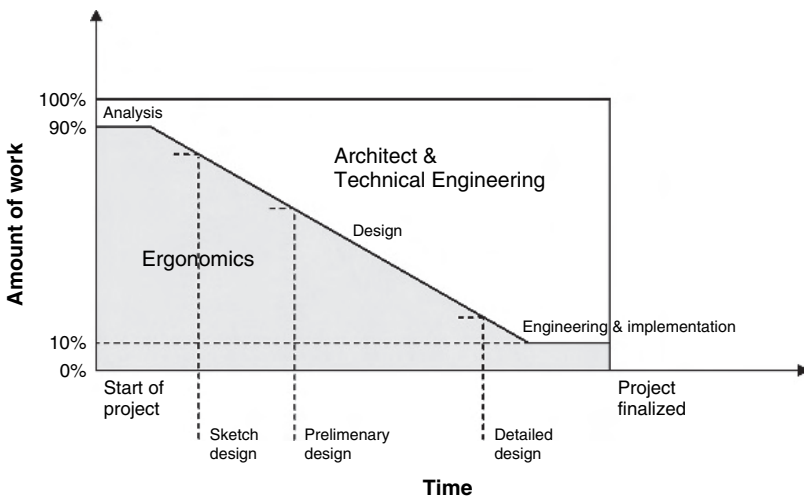 Amount of work
100%
90%
10%
0%
Analysis
Architect &
Technical Engineering
Design
Ergonomics
Engineering & implementation
Start of
project
Project
finalized
Sketch
design
Prelimenary
design
Detailed
design
Time